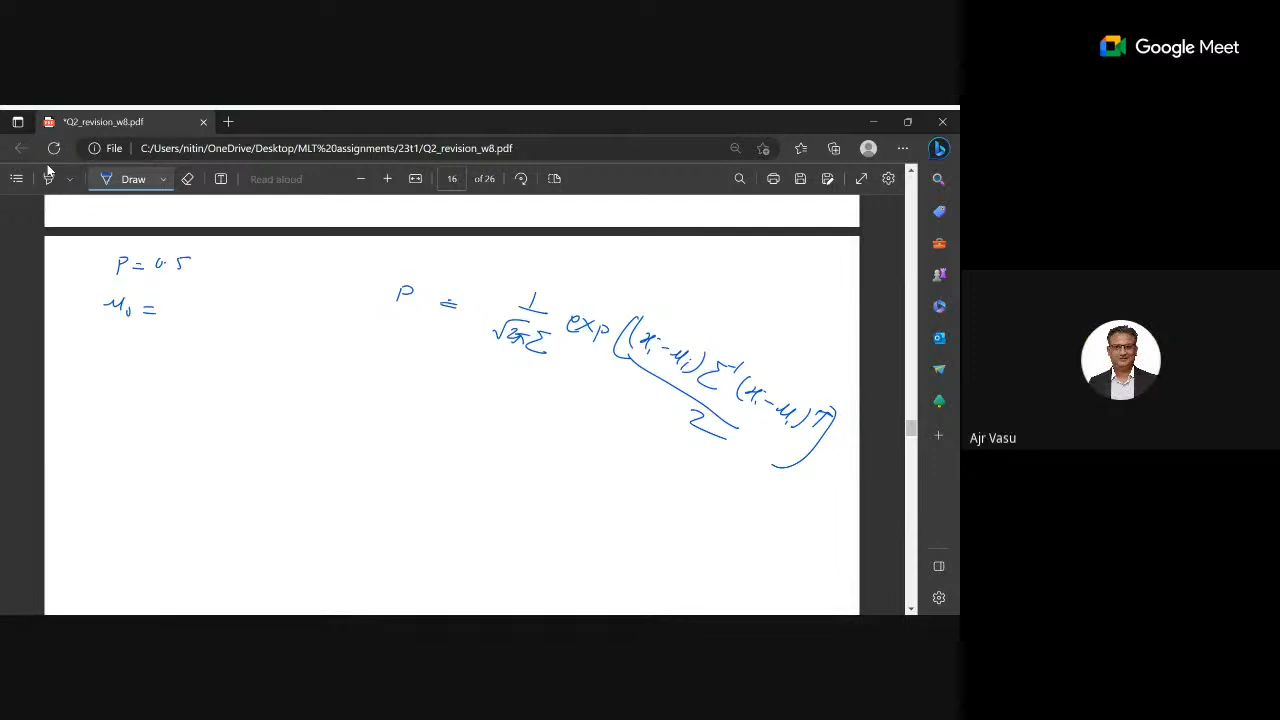 Google Meet
*Q2_revision_w8.pdf
File
C:/Users/nitin/OneDrive/Desktop/MLT%20assignments/23t1/Q2_revision_w8.pdf
Draw
Read aloud
16
of 26
P = 0.5
μ₀ =
P = 1/√2π Σ exp((xᵢ-μᵢ) Σ⁻¹ (xᵢ-μᵢ)ᵀ / 2)
Ajr Vasu